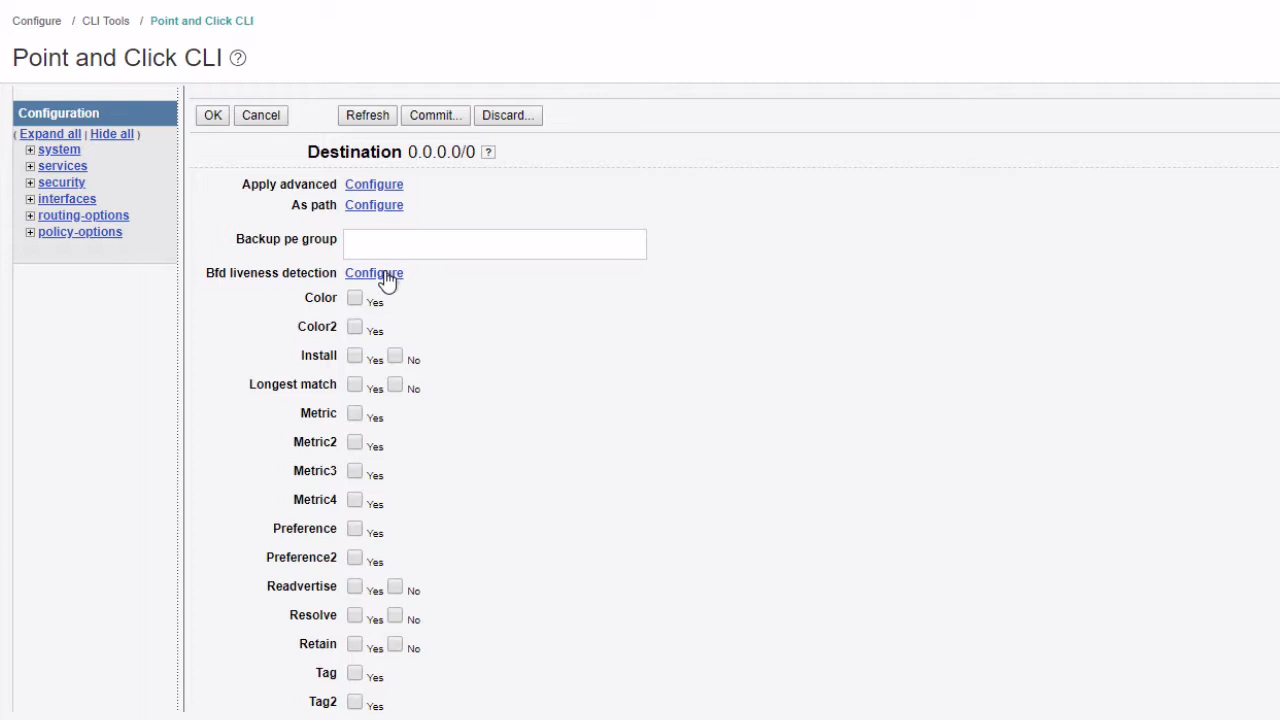 Configure / CLI Tools / Point and Click CLI
Point and Click CLI ?
Configuration
( Expand all | Hide all )
system
services
security
interfaces
routing-options
policy-options
OK Cancel Refresh Commit... Discard...
Destination 0.0.0.0/0 ?
Apply advanced Configure
As path Configure
Backup pe group
Bfd liveness detection Configure
Color Yes
Color2 Yes
Install Yes No
Longest match Yes No
Metric Yes
Metric2 Yes
Metric3 Yes
Metric4 Yes
Preference Yes
Preference2 Yes
Readvertise Yes No
Resolve Yes No
Retain Yes No
Tag Yes
Tag2 Yes